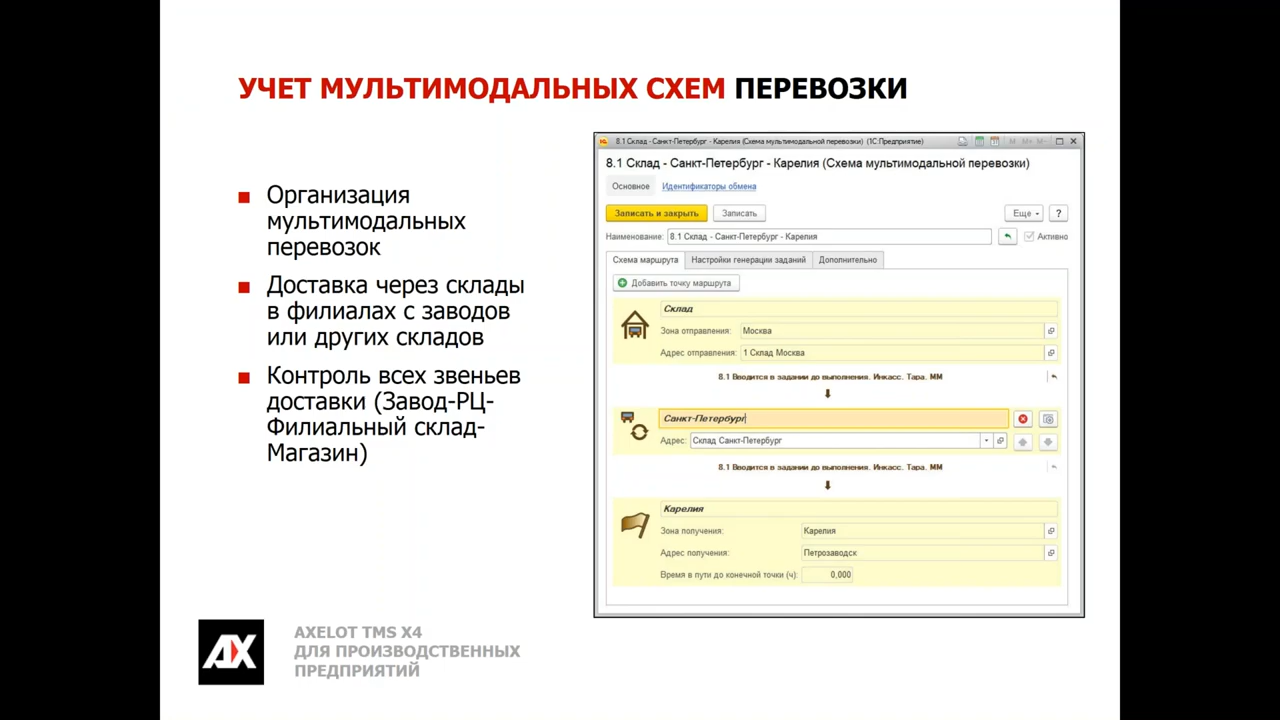 УЧЕТ МУЛЬТИМОДАЛЬНЫХ СХЕМ ПЕРЕВОЗКИ
Организация
мультимодальных
перевозок
Доставка через склады
в филиалах с заводов
или других складов
Контроль всех звеньев
доставки (Завод-РЦ-
Филиальный склад-
Магазин)
8.1 Склад - Санкт-Петербург - Карелия (Схема мультимодальной перевозки) (1С:Предприятие)
M M+ M-
8.1 Склад - Санкт-Петербург - Карелия (Схема мультимодальной перевозки)
Основное Идентификаторы обмена
Записать и закрыть Записать Еще ?
Наименование: 8.1 Склад - Санкт-Петербург - Карелия Активно
Схема маршрута Настройки генерации заданий Дополнительно
Добавить точку маршрута
Склад
Зона отправления: Москва
Адрес отправления: 1 Склад Москва
8.1 Вводится в задании до выполнения. Инкасс. Тара. ММ
Санкт-Петербург
Адрес: Склад Санкт-Петербург
8.1 Вводится в задании до выполнения. Инкасс. Тара. ММ
Карелия
Зона получения: Карелия
Адрес получения: Петрозаводск
Время в пути до конечной точки (ч): 0,000
AX
AXELOT TMS X4
ДЛЯ ПРОИЗВОДСТВЕННЫХ
ПРЕДПРИЯТИЙ